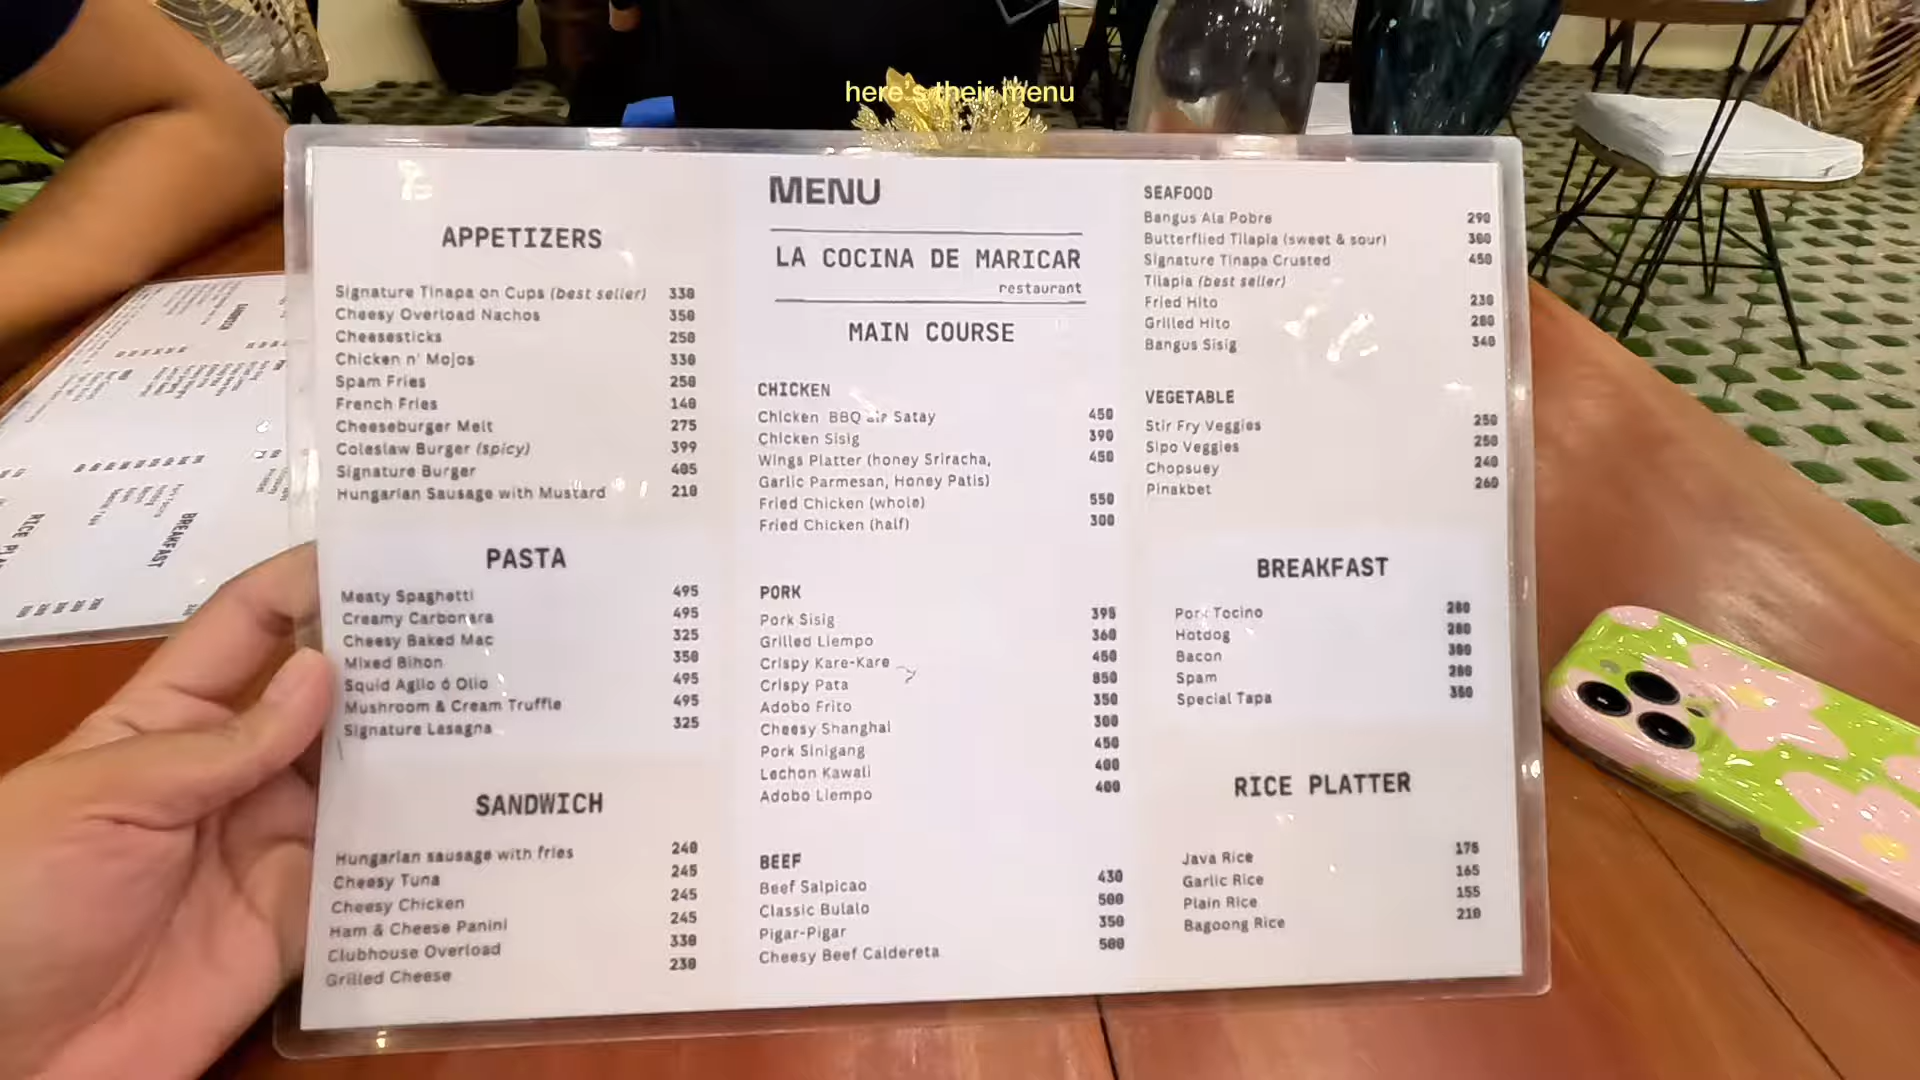 here's their menu
APPETIZERS
Signature Tinapa on Cups (best seller) 330
Cheesy Overload Nachos 350
Cheesesticks 250
Chicken n' Mojos 330
Spam Fries 250
French Fries 140
Cheeseburger Melt 275
Coleslaw Burger (spicy) 399
Signature Burger 405
Hungarian Sausage with Mustard 210
PASTA
Meaty Spaghetti 495
Creamy Carbonara 495
Cheesy Baked Mac 325
Mixed Bihon 350
Squid Aglio ó Olio 495
Mushroom & Cream Truffle 495
Signature Lasagna 325
SANDWICH
Hungarian sausage with fries 240
Cheesy Tuna 245
Cheesy Chicken 245
Ham & Cheese Panini 245
Clubhouse Overload 330
Grilled Cheese 230
MENU
LA COCINA DE MARICAR
restaurant
MAIN COURSE
CHICKEN
Chicken BBQ Satay 450
Chicken Sisig 390
Wings Platter (honey Sriracha, 450
Garlic Parmesan, Honey Patis)
Fried Chicken (whole) 550
Fried Chicken (half) 300
PORK
Pork Sisig 395
Grilled Liempo 360
Crispy Kare-Kare 450
Crispy Pata 850
Adobo Frito 350
Cheesy Shanghai 300
Pork Sinigang 450
Lechon Kawali 400
Adobo Liempo 400
BEEF
Beef Salpicao 430
Classic Bulalo 500
Pigar-Pigar 350
Cheesy Beef Caldereta 500
SEAFOOD
Bangus Ala Pobre 290
Butterflied Tilapia (sweet & sour) 300
Signature Tinapa Crusted 450
Tilapia (best seller)
Fried Hito 230
Grilled Hito 280
Bangus Sisig 340
VEGETABLE
Stir Fry Veggies 250
Sipo Veggies 250
Chopsuey 240
Pinakbet 260
BREAKFAST
Pork Tocino 280
Hotdog 280
Bacon 300
Spam 280
Special Tapa 350
RICE PLATTER
Java Rice 175
Garlic Rice 165
Plain Rice 155
Bagoong Rice 210
BREAKFAST